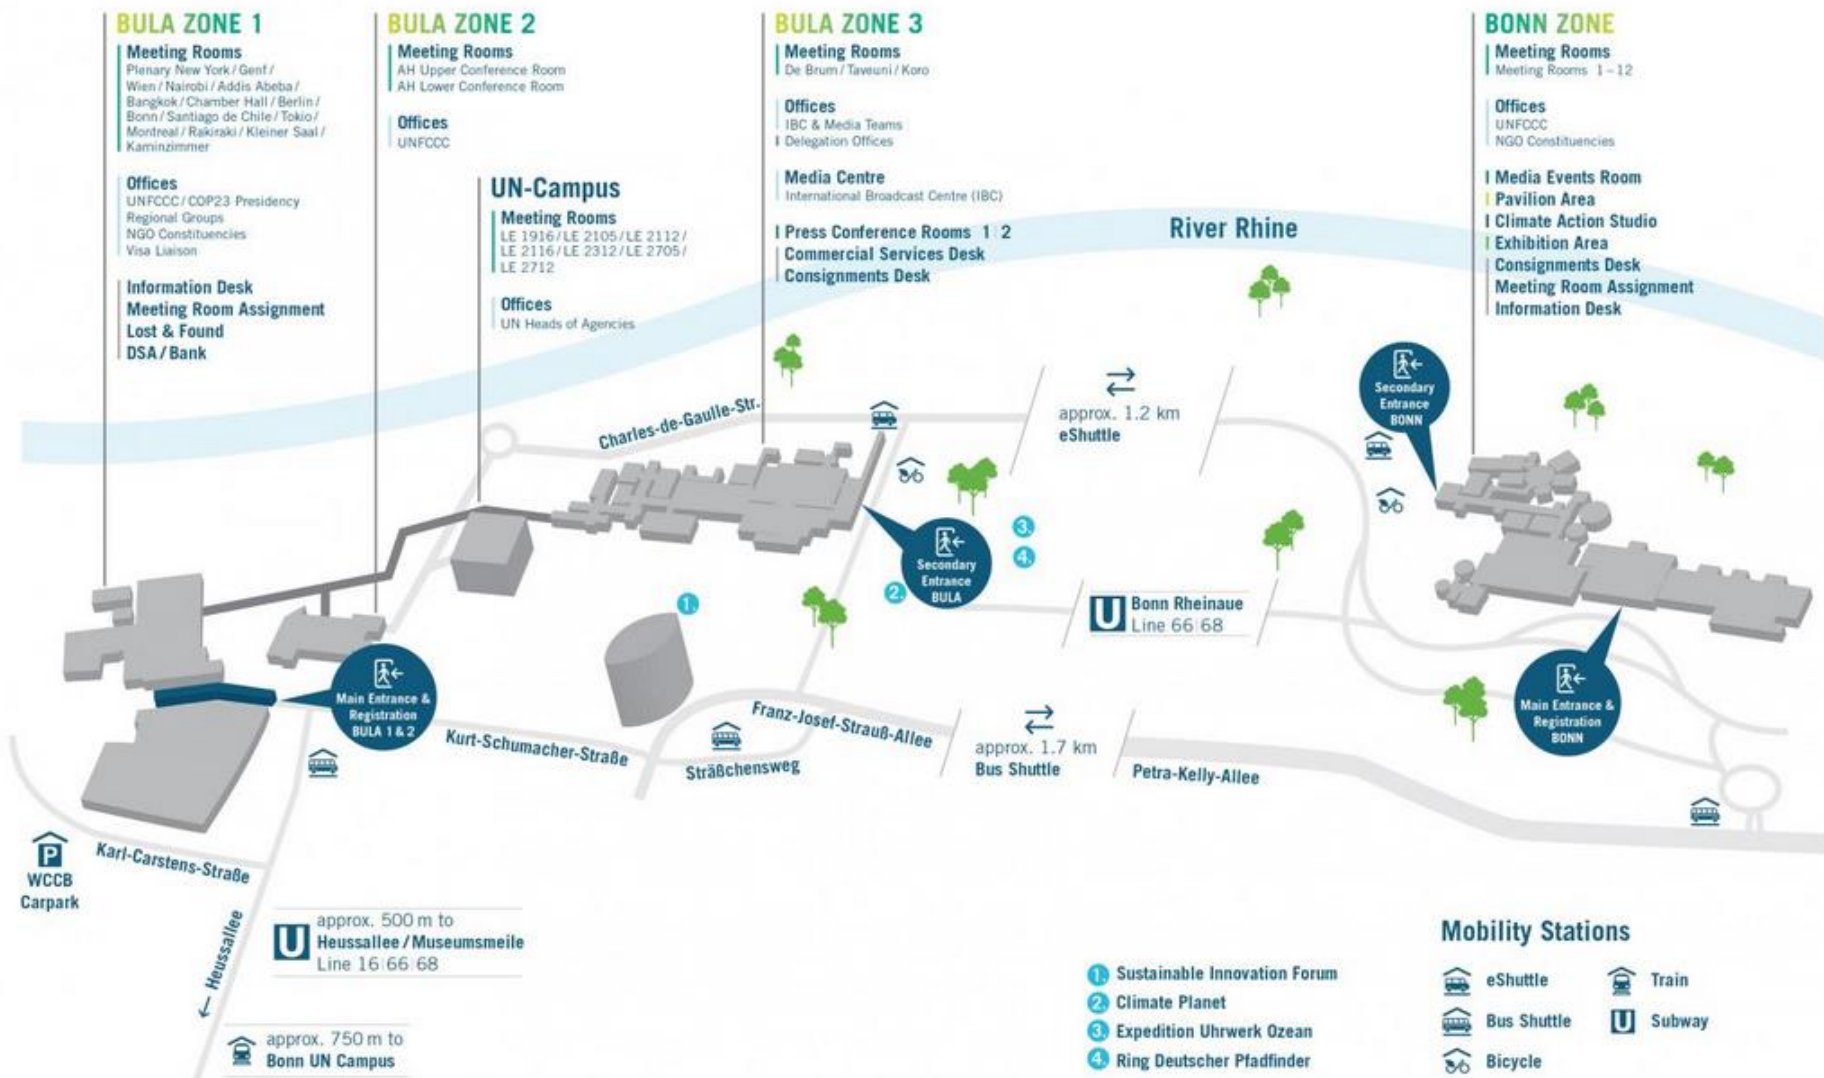 BULA ZONE 1
Meeting Rooms
Plenary New York / Genf /
Wien / Nairobi / Addis Abeba /
Bangkok / Chamber Hall / Berlin /
Bonn / Santiago de Chile / Tokio /
Montreal / Rakiraki / Kleiner Saal /
Kaminzimmer
Offices
UNFCCC / COP23 Presidency
Regional Groups
NGO Constituencies
Visa Liaison
Information Desk
Meeting Room Assignment
Lost & Found
DSA / Bank
BULA ZONE 2
Meeting Rooms
AH Upper Conference Room
AH Lower Conference Room
Offices
UNFCCC
UN-Campus
Meeting Rooms
LE 1916 / LE 2105 / LE 2112 /
LE 2116 / LE 2312 / LE 2705 /
LE 2712
Offices
UN Heads of Agencies
BULA ZONE 3
Meeting Rooms
De Brum / Taveuni / Koro
Offices
IBC & Media Teams
Delegation Offices
Media Centre
International Broadcast Centre (IBC)
Press Conference Rooms 1 | 2
Commercial Services Desk
Consignments Desk
BONN ZONE
Meeting Rooms
Meeting Rooms 1–12
Offices
UNFCCC
NGO Constituencies
Media Events Room
Pavilion Area
Climate Action Studio
Exhibition Area
Consignments Desk
Meeting Room Assignment
Information Desk
River Rhine
Charles-de-Gaulle-Str.
approx. 1.2 km
eShuttle
Secondary
Entrance
BONN
Secondary
Entrance
BULA
1.
2.
3.
4.
U Bonn Rheinaue
Line 66|68
Main Entrance &
Registration
BULA 1 & 2
Main Entrance &
Registration
BONN
Kurt-Schumacher-Straße
Sträßchensweg
Franz-Josef-Strauß-Allee
approx. 1.7 km
Bus Shuttle
Petra-Kelly-Allee
P
WCCB
Carpark
Karl-Carstens-Straße
← Heussallee
U approx. 500 m to
Heussallee / Museumsmeile
Line 16|66|68
approx. 750 m to
Bonn UN Campus
1. Sustainable Innovation Forum
2. Climate Planet
3. Expedition Uhrwerk Ozean
4. Ring Deutscher Pfadfinder
Mobility Stations
eShuttle
Train
Bus Shuttle
U Subway
Bicycle